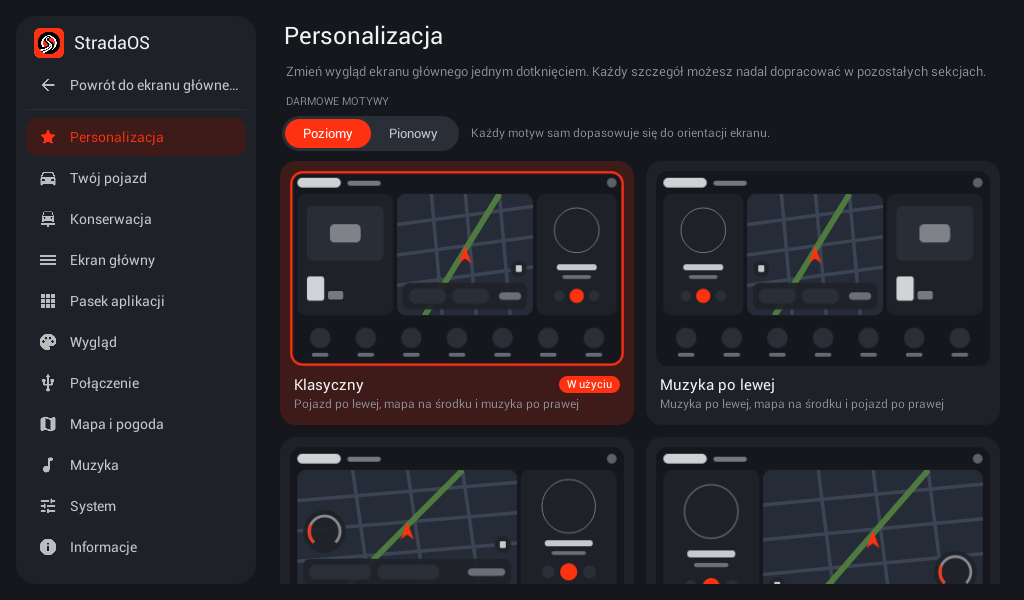 StradaOS
Powrót do ekranu główne...
Personalizacja
Twój pojazd
Konserwacja
Ekran główny
Pasek aplikacji
Wygląd
Połączenie
Mapa i pogoda
Muzyka
System
Informacje
Personalizacja
Zmień wygląd ekranu głównego jednym dotknięciem. Każdy szczegół możesz nadal dopracować w pozostałych sekcjach.
DARMOWE MOTYWY
Poziomy Pionowy Każdy motyw sam dopasowuje się do orientacji ekranu.
Klasyczny W użyciu
Pojazd po lewej, mapa na środku i muzyka po prawej
Muzyka po lewej
Muzyka po lewej, mapa na środku i pojazd po prawej